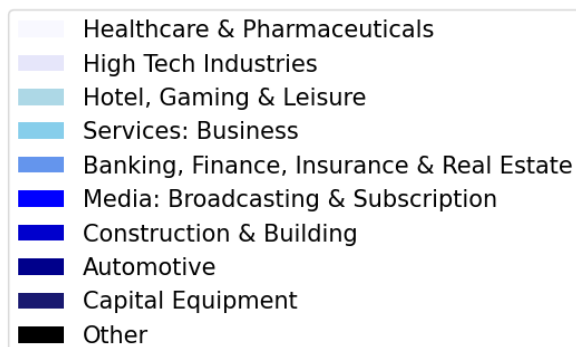 Healthcare & Pharmaceuticals
High Tech Industries
Hotel, Gaming & Leisure
Services: Business
Banking, Finance, Insurance & Real Estate
Media: Broadcasting & Subscription
Construction & Building
Automotive
Capital Equipment
Other